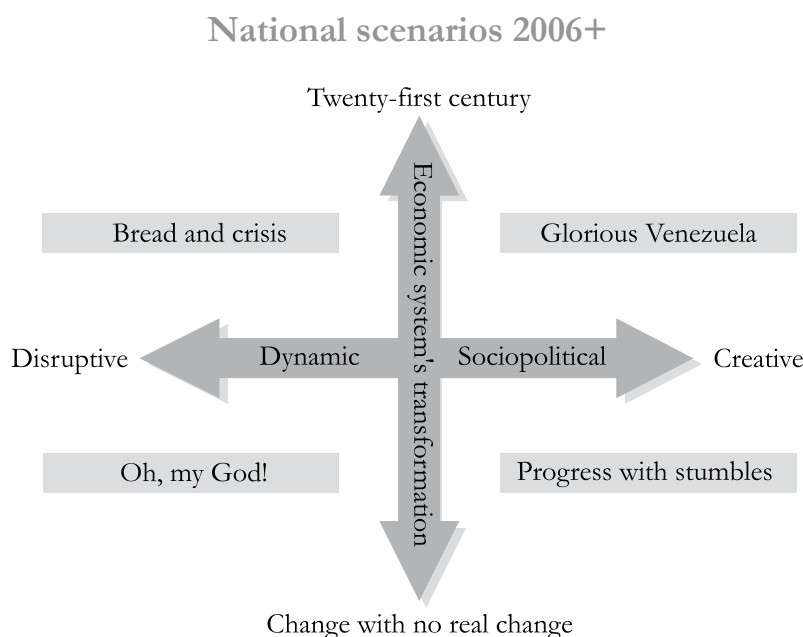 National scenarios 2006+
Twenty-first century
Economic system's transformation
Bread and crisis
Glorious Venezuela
Disruptive
Dynamic
Sociopolitical
Creative
Oh, my God!
Progress with stumbles
Change with no real change